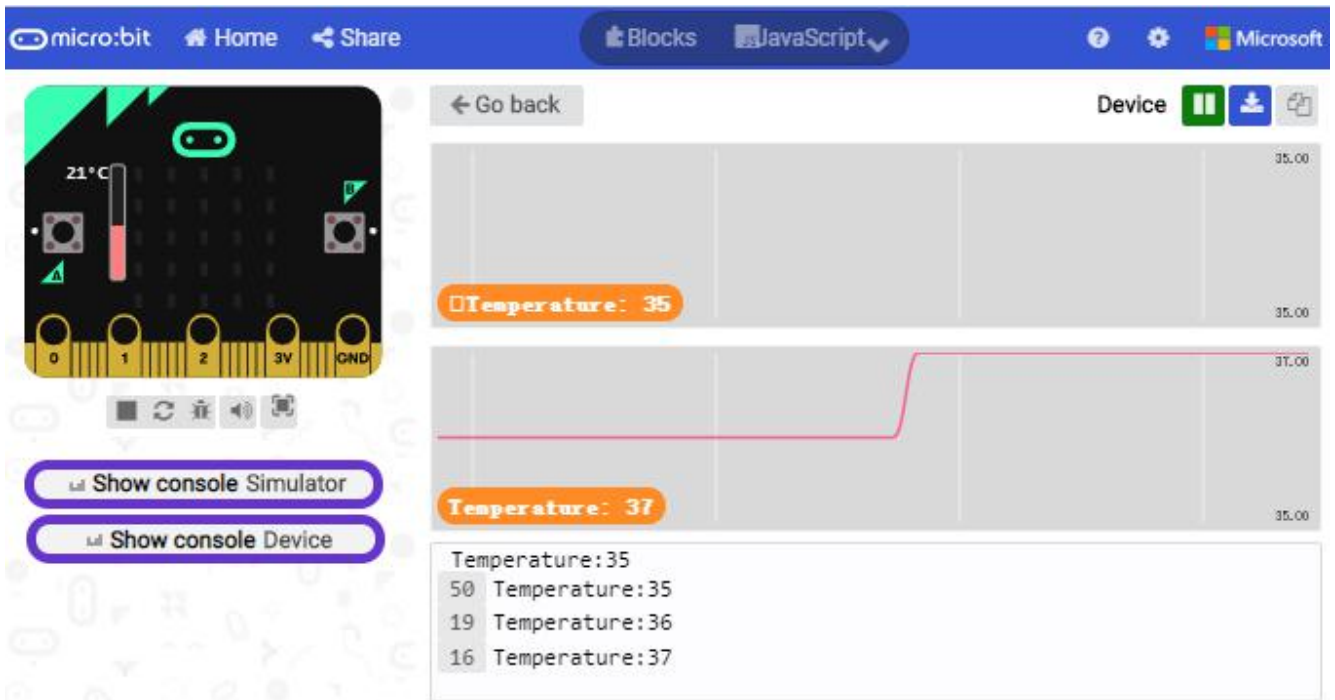 micro:bit Home Share Blocks JS JavaScript ? Microsoft
Go back Device
21°C
B
A
0 1 2 3V GND
35.00
□Temperature: 35
35.00
37.00
Temperature: 37
35.00
Show console Simulator
Show console Device
Temperature:35
50 Temperature:35
19 Temperature:36
16 Temperature:37